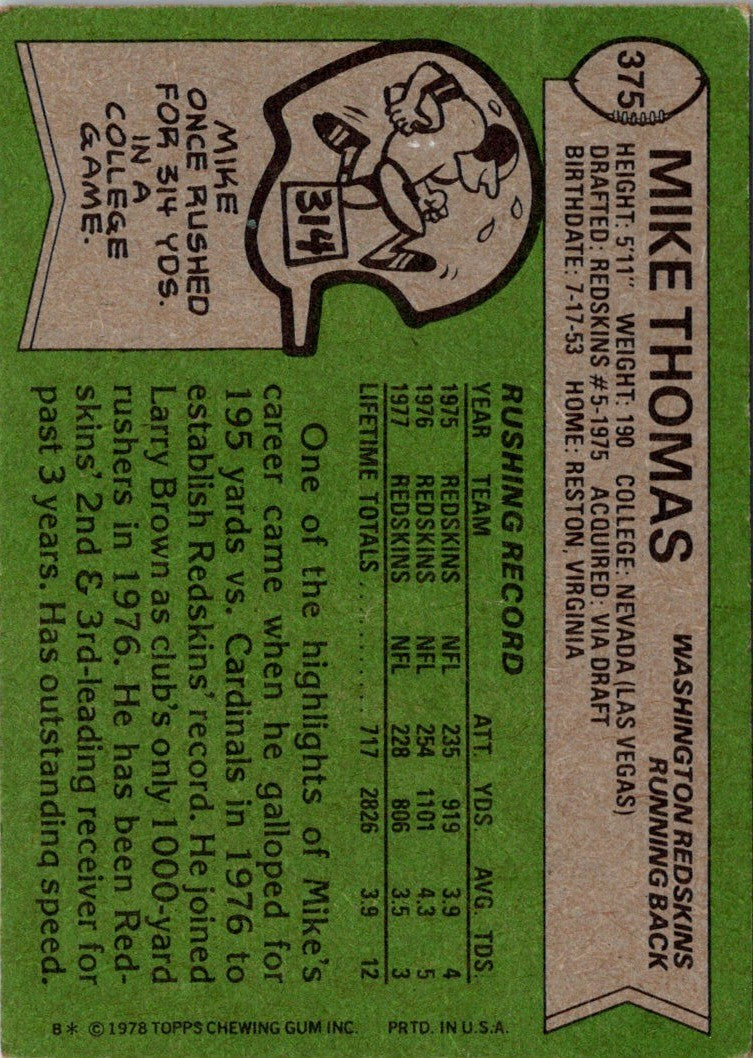 375
MIKE THOMAS
WASHINGTON REDSKINS
RUNNING BACK
HEIGHT: 5'11" WEIGHT: 190 COLLEGE: NEVADA (LAS VEGAS)
DRAFTED: REDSKINS #5-1975 ACQUIRED: VIA DRAFT
BIRTHDATE: 7-17-53 HOME: RESTON, VIRGINIA
314
MIKE
ONCE RUSHED
FOR 314 YDS.
IN A
COLLEGE
GAME.
RUSHING RECORD
YEAR TEAM ATT. YDS. AVG. TDS.
1975 REDSKINS NFL 235 919 3.9 4
1976 REDSKINS NFL 254 1101 4.3 5
1977 REDSKINS NFL 228 806 3.5 3
LIFETIME TOTALS .......... 717 2826 3.9 12
One of the highlights of Mike's
career came when he galloped for
195 yards vs. Cardinals in 1976 to
establish Redskins' record. He joined
Larry Brown as club's only 1000-yard
rushers in 1976. He has been Red-
skins' 2nd & 3rd-leading receiver for
past 3 years. Has outstanding speed.
B* © 1978 TOPPS CHEWING GUM INC. PRTD. IN U.S.A.